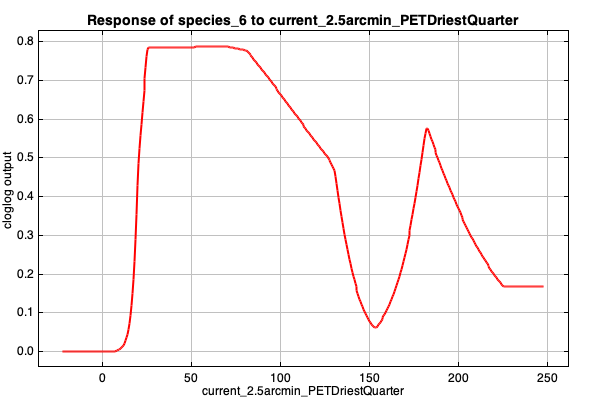 Response of species_6 to current_2.5arcmin_PETDriestQuarter
cloglog output
0.8
0.7
0.6
0.5
0.4
0.3
0.2
0.1
0.0
0 50 100 150 200 250
current_2.5arcmin_PETDriestQuarter